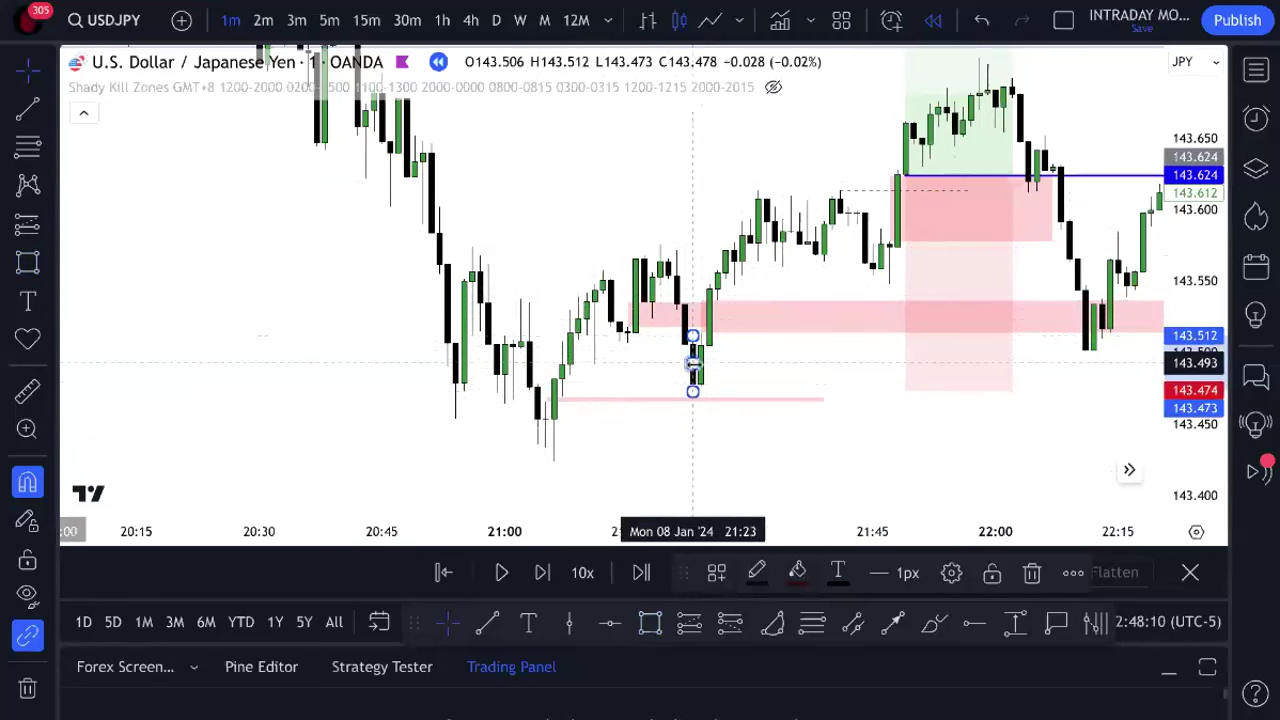 305
USDJPY
1m 2m 3m 5m 15m 30m 1h 4h D W M 12M
INTRADAY MO...
Save
Publish
U.S. Dollar / Japanese Yen · 1 · OANDA
O143.506 H143.512 L143.473 C143.478 −0.028 (−0.02%)
JPY
Shady Kill Zones GMT+8 1200-2000 0200-0500 1100-1300 2000-0000 0800-0815 0300-0315 1200-1215 2000-2015
143.650
143.624
143.624
143.612
143.600
143.550
143.512
143.493
143.474
143.473
143.450
143.400
:00
20:15
20:30
20:45
21:00
Mon 08 Jan '24 21:23
21:45
22:00
22:15
10x
T
1px
Flatten
1D 5D 1M 3M 6M YTD 1Y 5Y All
2:48:10 (UTC-5)
Forex Screen...
Pine Editor
Strategy Tester
Trading Panel